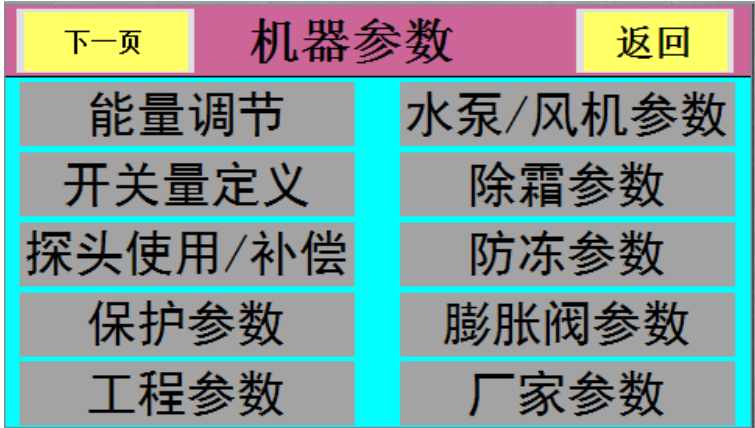 下一页 机器参数 返回
能量调节 水泵/风机参数
开关量定义 除霜参数
探头使用/补偿 防冻参数
保护参数 膨胀阀参数
工程参数 厂家参数